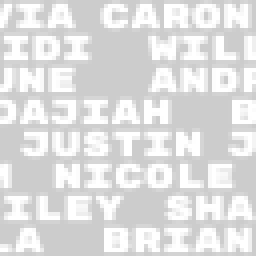 VIA CARON
IDI WILL
UNE ANDR
DAJIAH B
JUSTIN J
M NICOLE
ILEY SHA
LA BRIAN